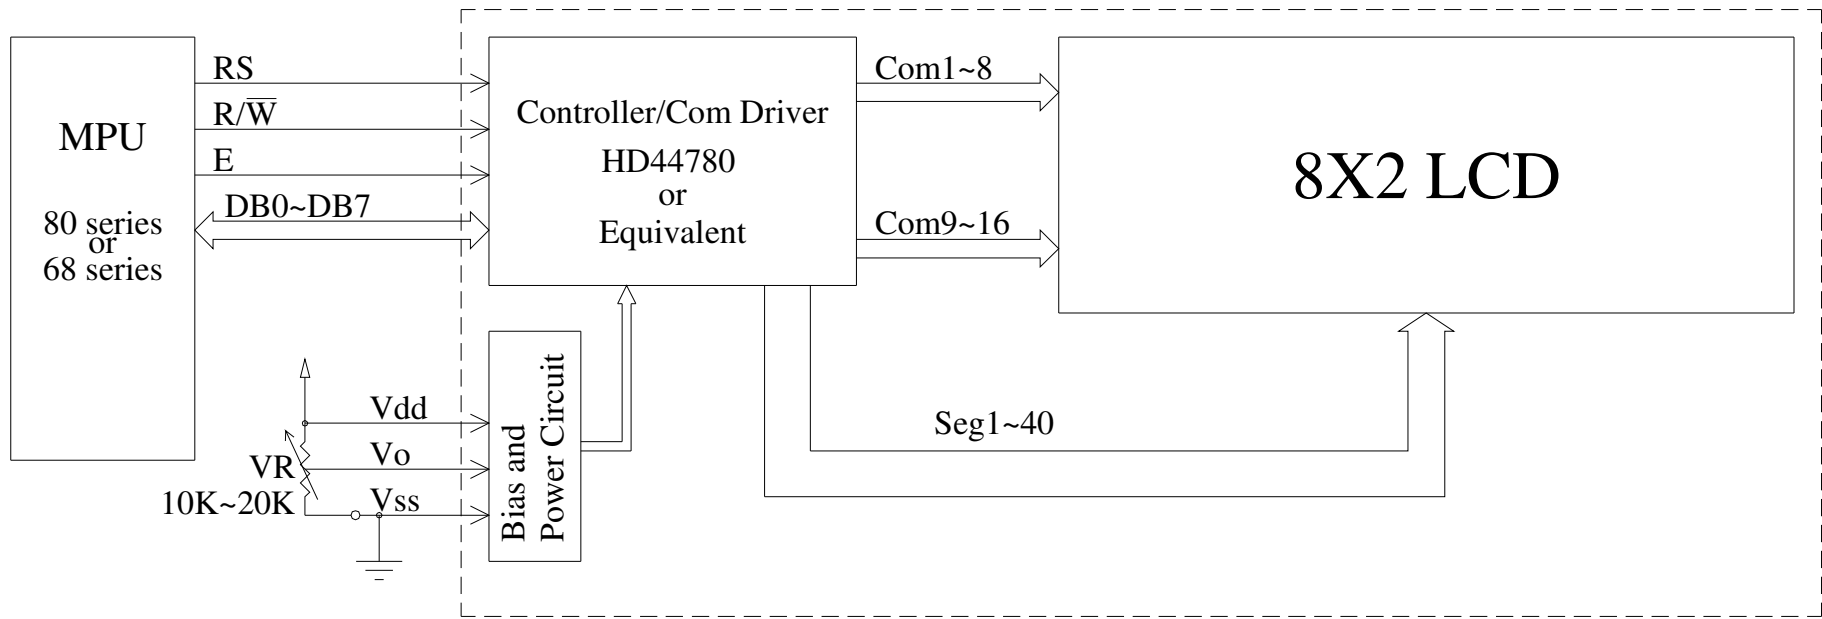 MPU
80 series
or
68 series
RS
R/W̅
E
DB0~DB7
Controller/Com Driver
HD44780
or
Equivalent
Com1~8
Com9~16
8X2 LCD
Vdd
Vo
Vss
VR
10K~20K
Bias and
Power Circuit
Seg1~40